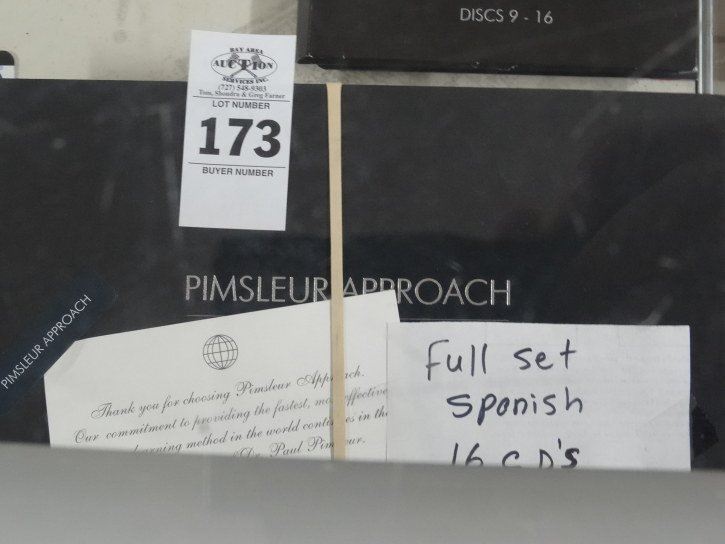 DISCS 9 - 16
BAY AREA
AUCTION
SERVICES INC.
(727) 548-9303
Tom, Shondra & Greg Farner
LOT NUMBER
173
BUYER NUMBER
PIMSLEUR APPROACH
PIMSLEUR APPROACH
Thank you for choosing Pimsleur Approach.
Our commitment to providing the fastest, most effective
learning method in the world continues in the
Dr. Paul Pimsleur.
Full set
Spanish
16 CD's